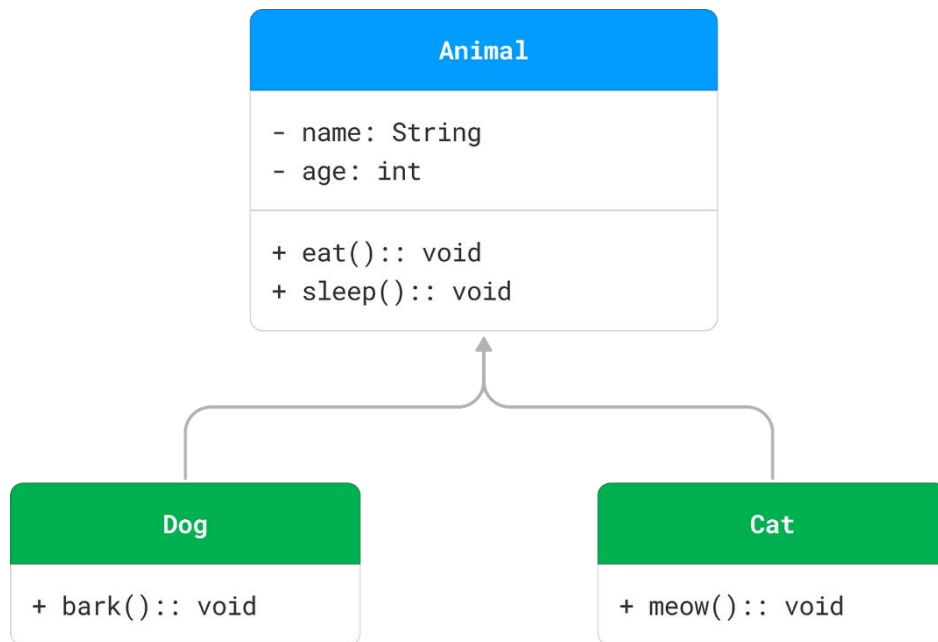 Animal
- name: String
- age: int
+ eat():: void
+ sleep():: void
Dog
Cat
+ bark():: void
+ meow():: void